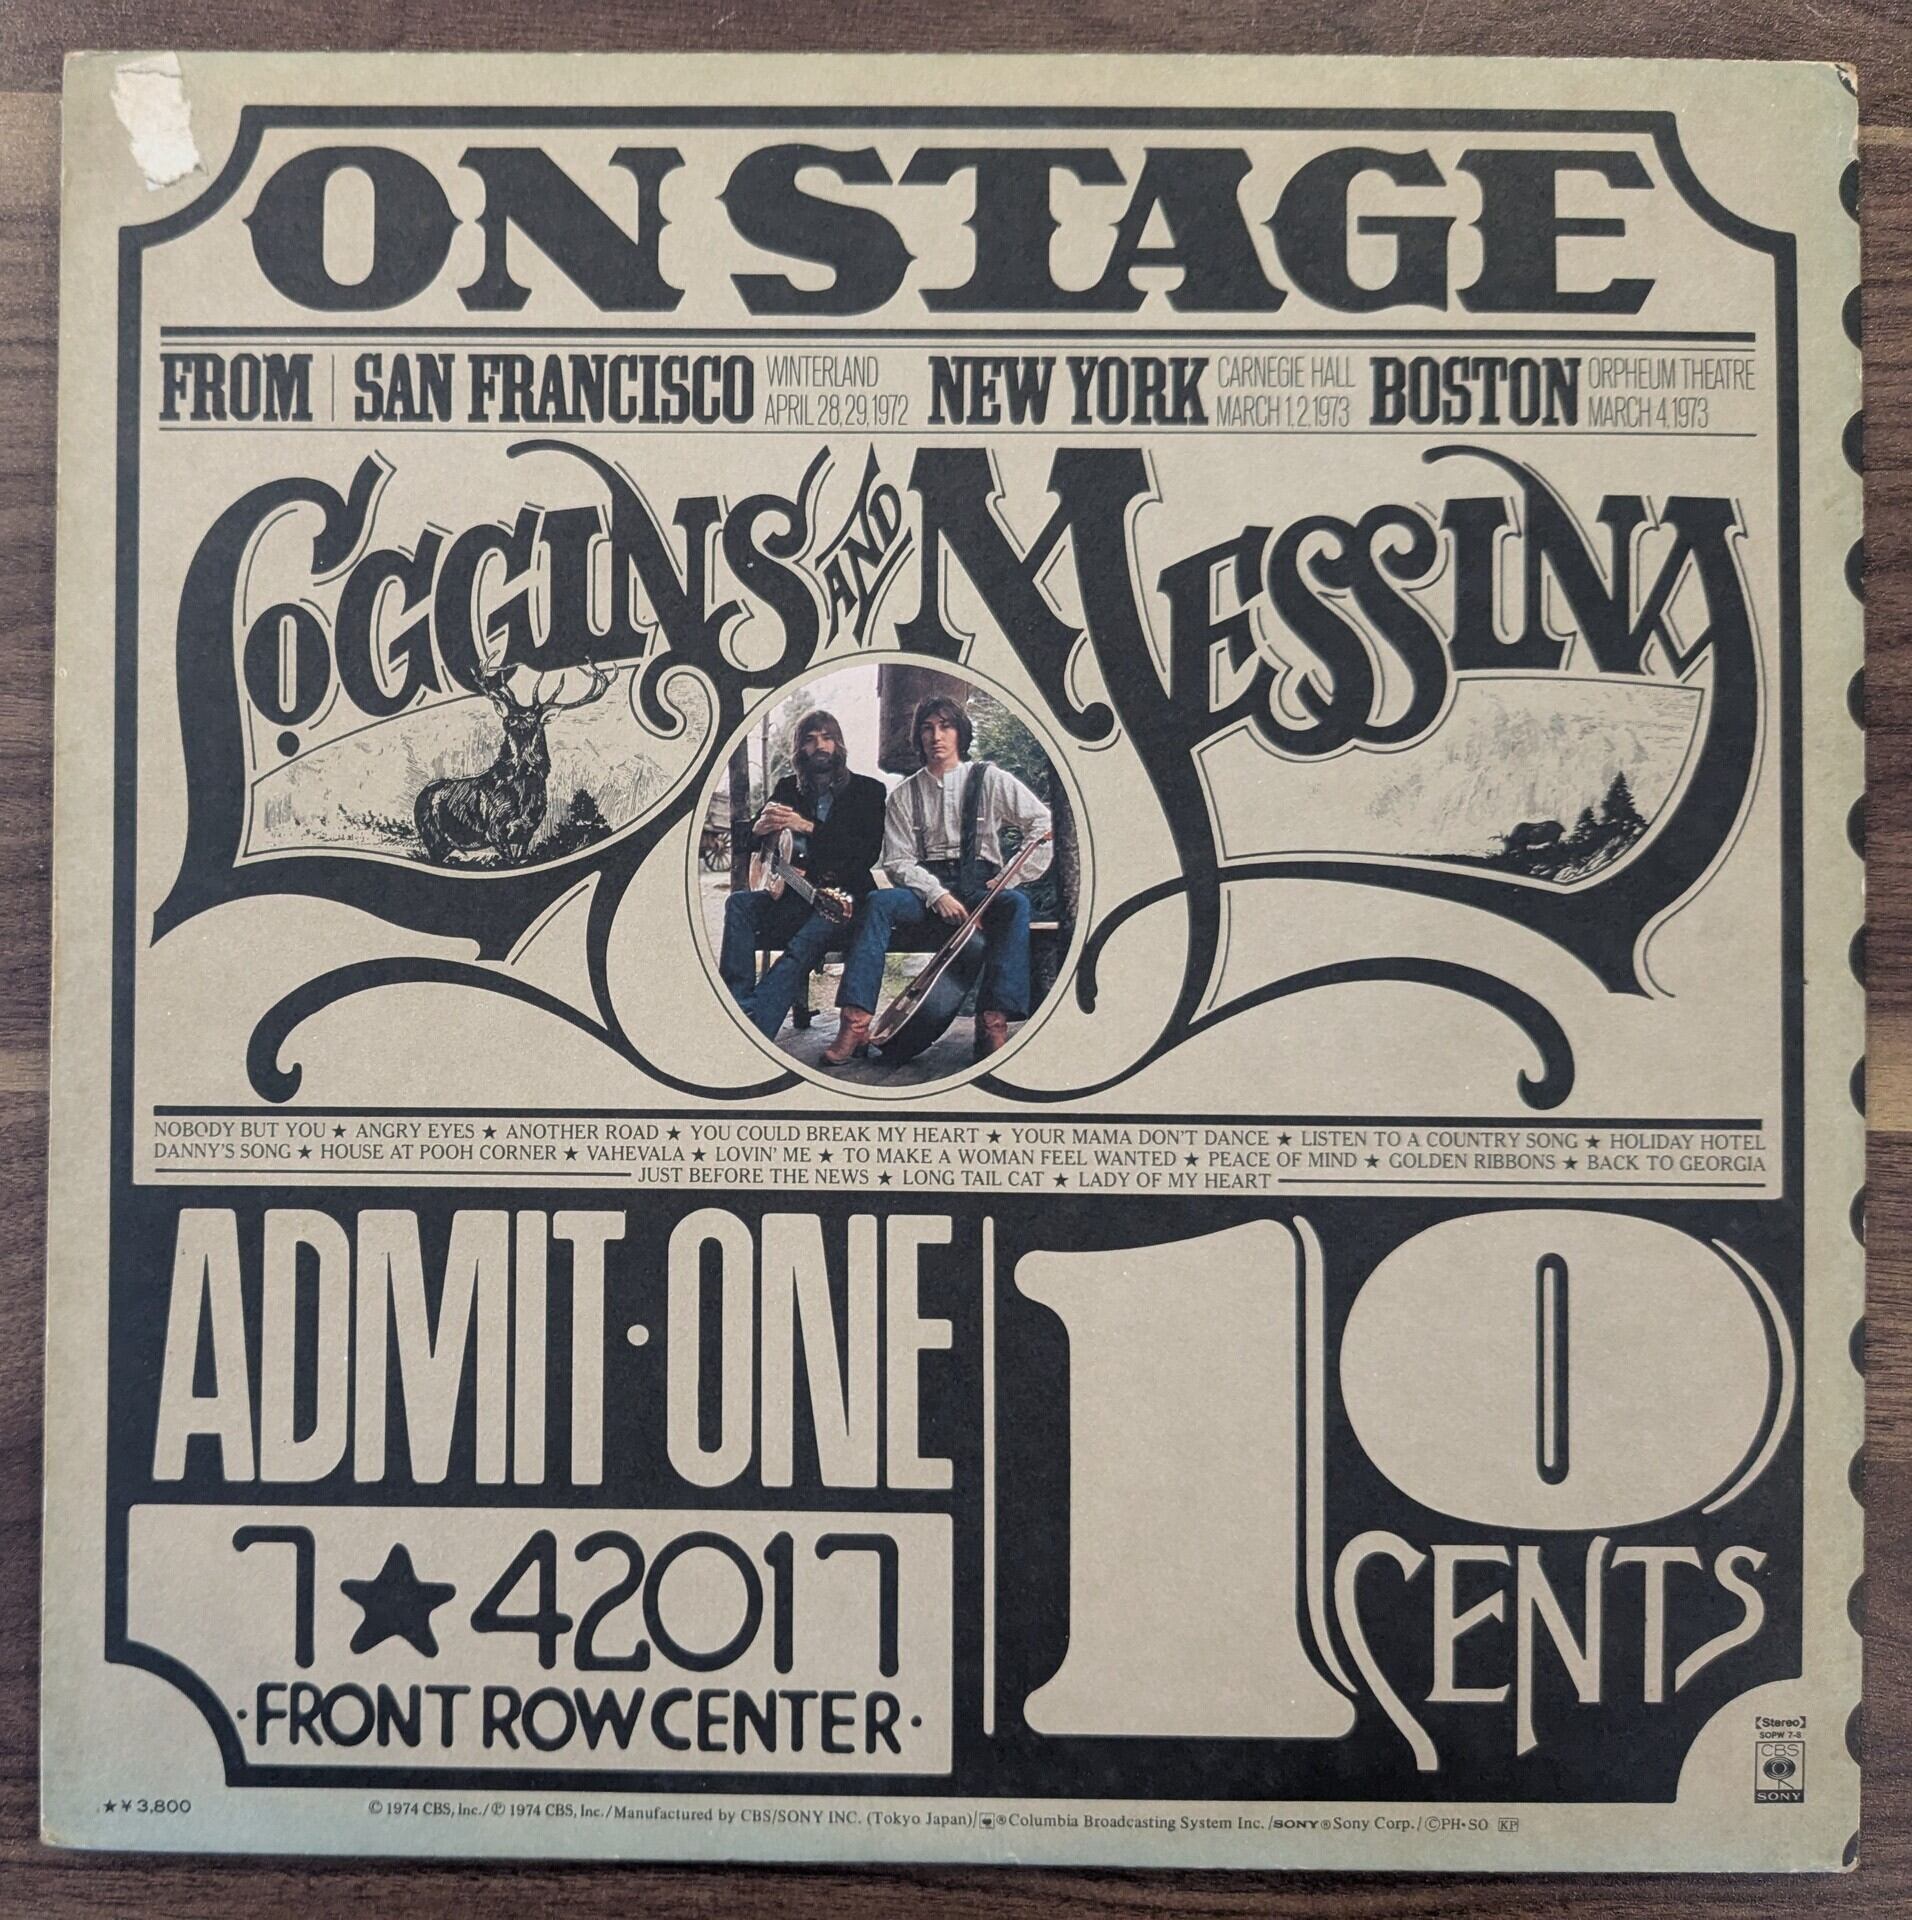 ON STAGE
FROM SAN FRANCISCO WINTERLAND APRIL 28, 29, 1972 NEW YORK CARNEGIE HALL MARCH 1, 2, 1973 BOSTON ORPHEUM THEATRE MARCH 4, 1973
LOGGINS AND MESSINA
NOBODY BUT YOU ★ ANGRY EYES ★ ANOTHER ROAD ★ YOU COULD BREAK MY HEART ★ YOUR MAMA DON'T DANCE ★ LISTEN TO A COUNTRY SONG ★ HOLIDAY HOTEL
DANNY'S SONG ★ HOUSE AT POOH CORNER ★ VAHEVALA ★ LOVIN' ME ★ TO MAKE A WOMAN FEEL WANTED ★ PEACE OF MIND ★ GOLDEN RIBBONS ★ BACK TO GEORGIA
JUST BEFORE THE NEWS ★ LONG TAIL CAT ★ LADY OF MY HEART
ADMIT·ONE
10 CENTS
7★42017
·FRONT ROW CENTER·
Stereo
SOPW 7-8
CBS
SONY
★¥3,800
© 1974 CBS, Inc./℗ 1974 CBS, Inc./Manufactured by CBS/SONY INC. (Tokyo Japan)/®Columbia Broadcasting System Inc./SONY®Sony Corp./ⒸPH·SO KP